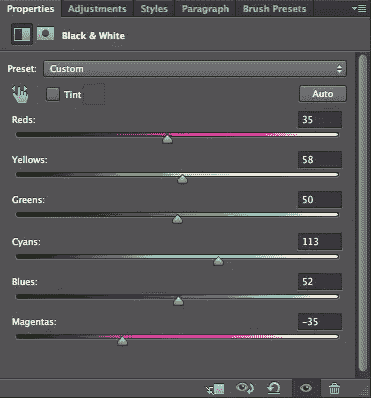 Properties Adjustments Styles Paragraph Brush Presets
Black & White
Preset: Custom
Tint Auto
Reds: 35
Yellows: 58
Greens: 50
Cyans: 113
Blues: 52
Magentas: -35